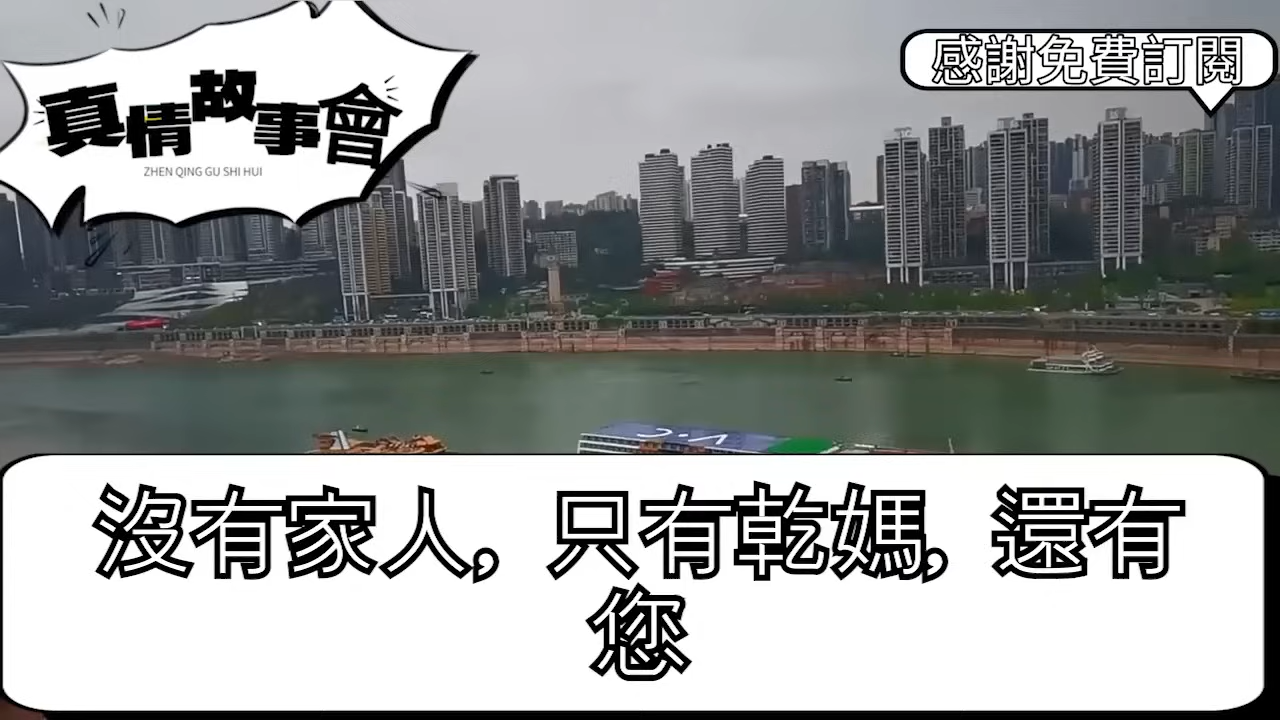 真情故事會
ZHEN QING GU SHI HUI
感謝免費訂閱
沒有家人, 只有乾媽, 還有
您